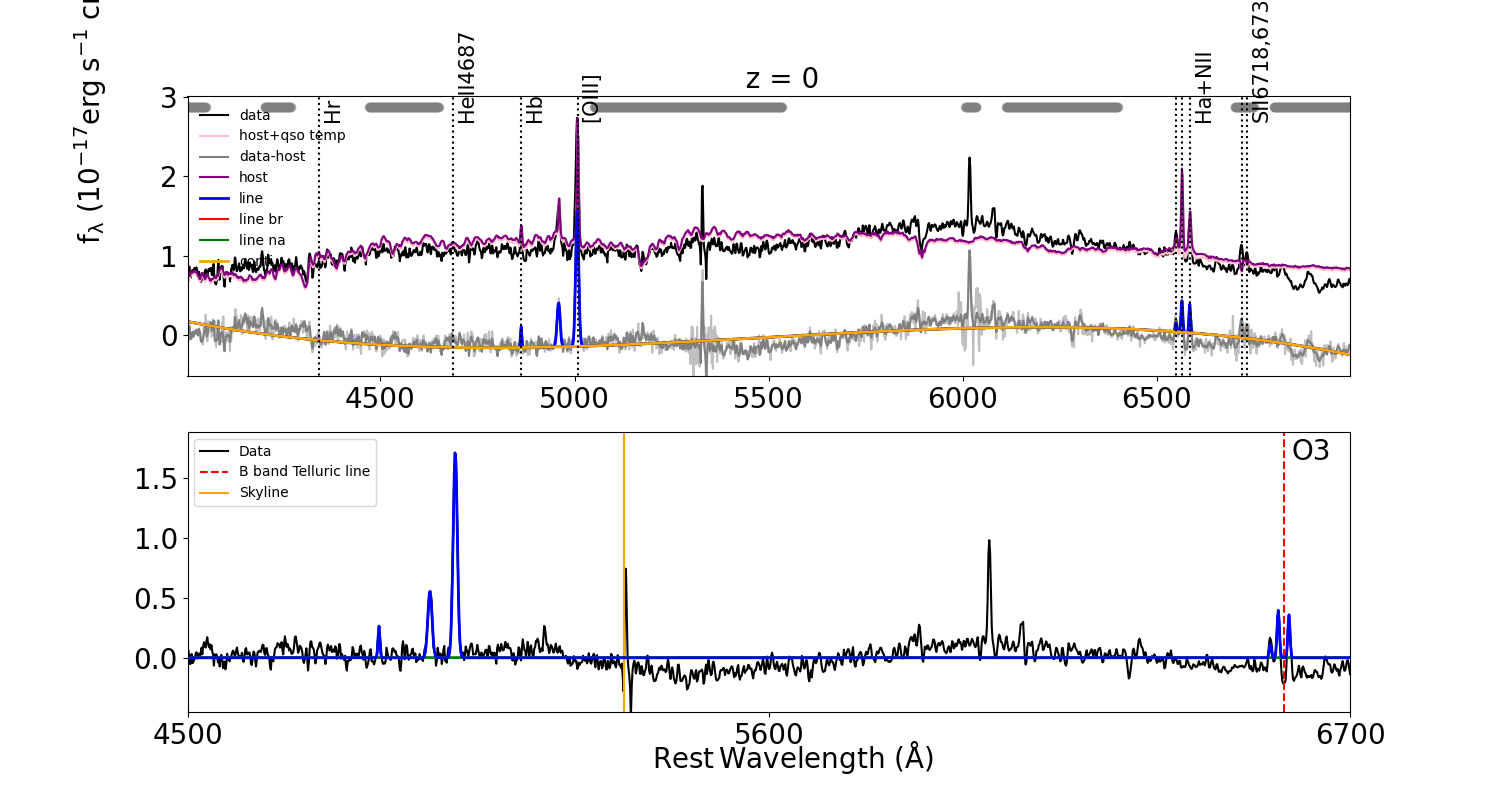 z = 0
f_λ (10^−17 erg s^−1
3
2
1
0
Hr
HeII4687
Hb
[OIII]
Ha+NII
SII6718,673
data
host+qso temp
data-host
host
line
line br
line na
4500 5000 5500 6000 6500
Data
B band Telluric line
Skyline
O3
1.5
1.0
0.5
0.0
4500 5600 6700
Rest Wavelength (Å)